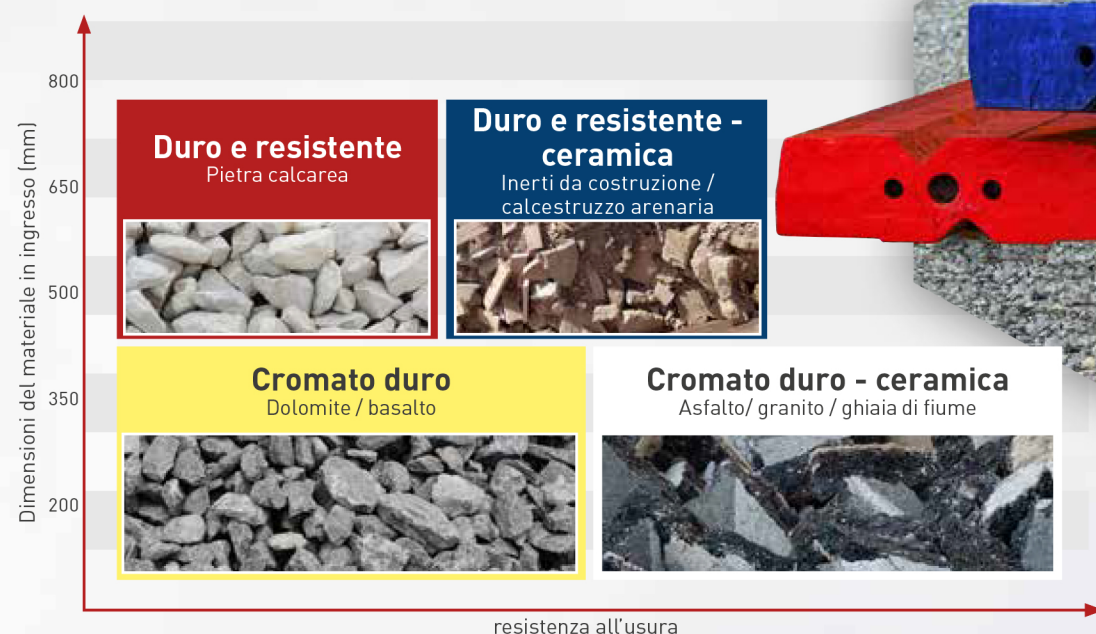 Dimensioni del materiale in ingresso (mm)
800
650
500
350
200
Duro e resistente
Pietra calcarea
Duro e resistente -
ceramica
Inerti da costruzione /
calcestruzzo arenaria
Cromato duro
Dolomite / basalto
Cromato duro - ceramica
Asfalto/ granito / ghiaia di fiume
resistenza all’usura